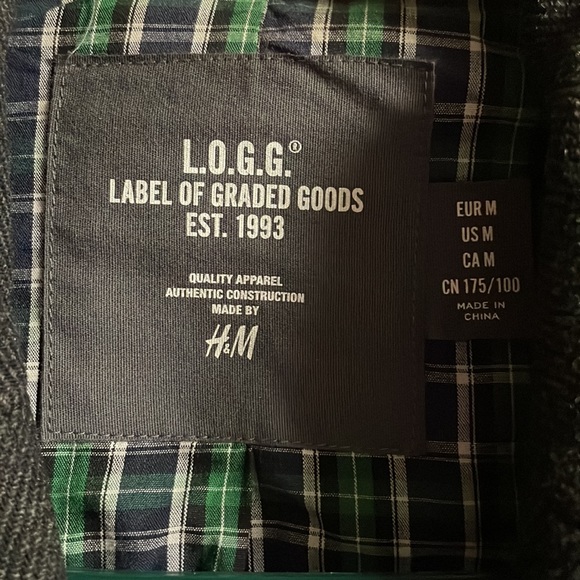 L.O.G.G.®
LABEL OF GRADED GOODS
EST. 1993
QUALITY APPAREL
AUTHENTIC CONSTRUCTION
MADE BY
H&M
EUR M
US M
CA M
CN 175/100
MADE IN
CHINA